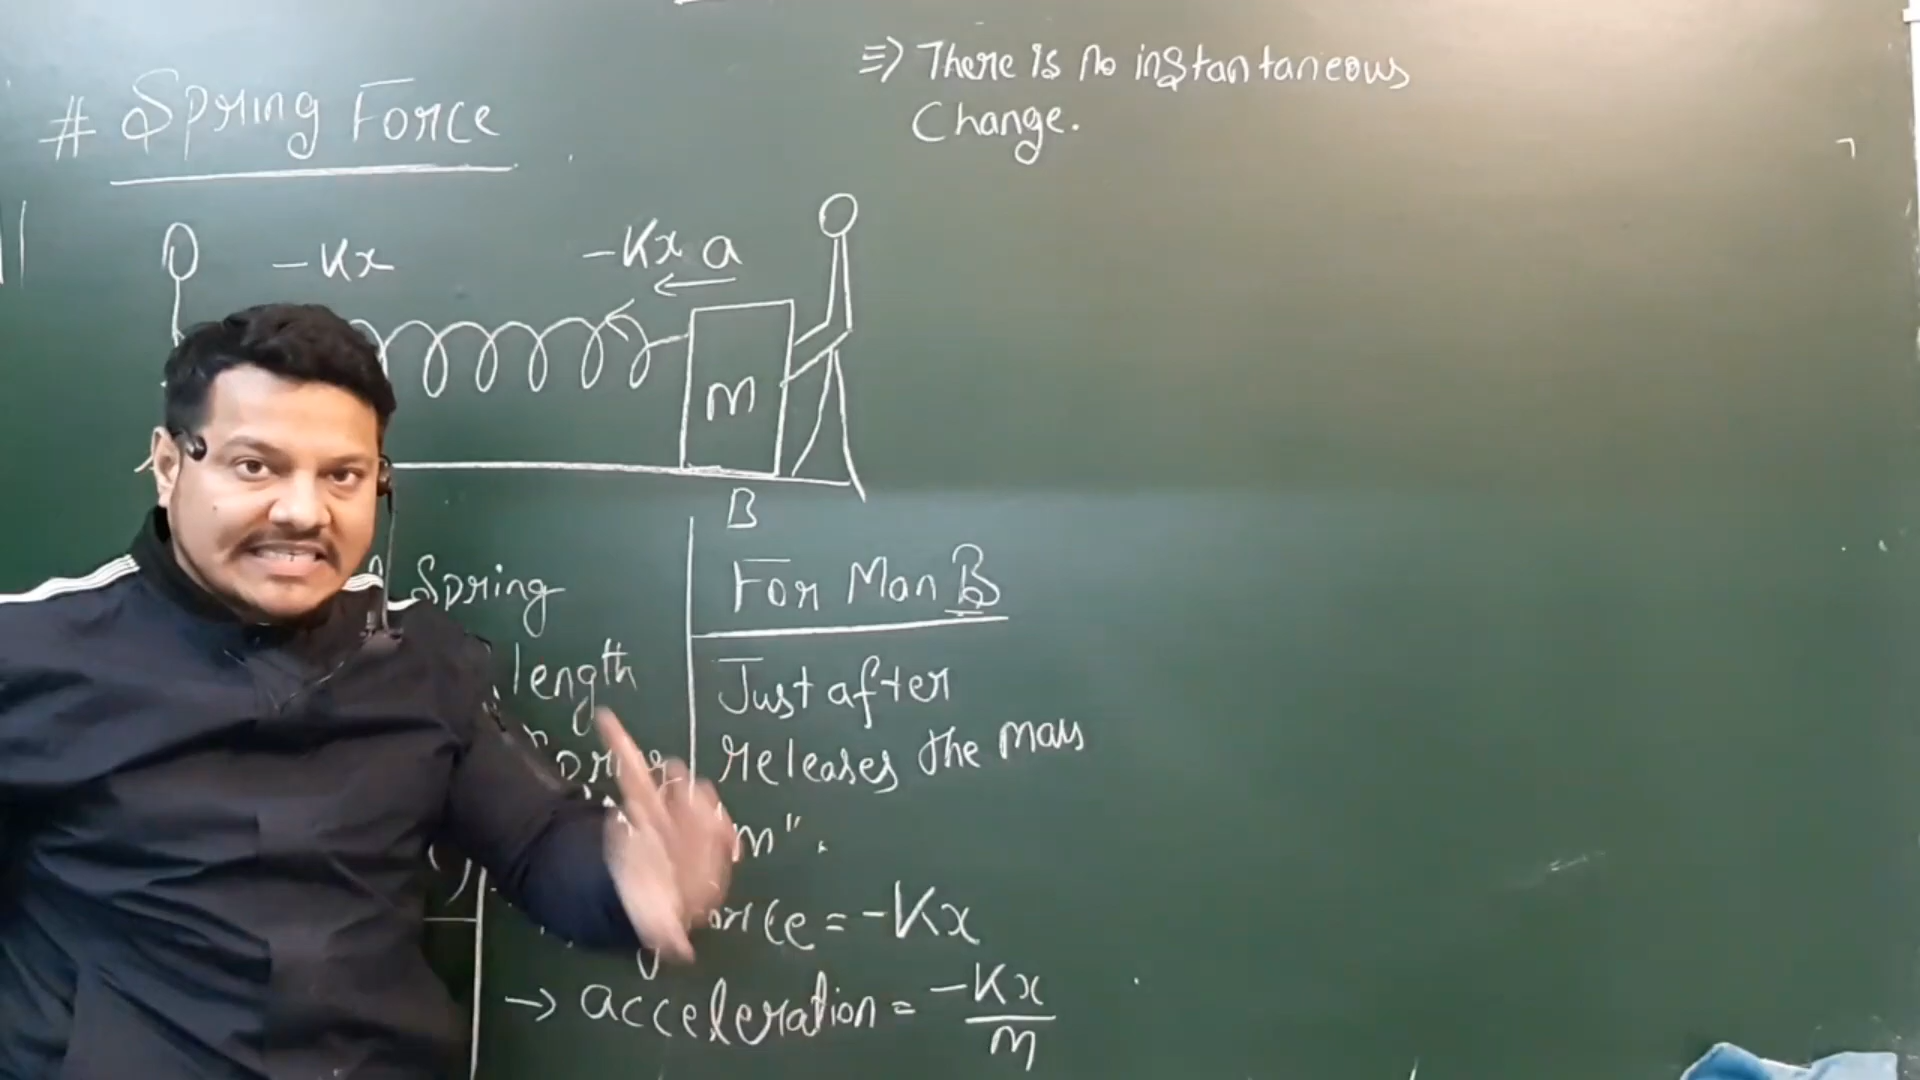 # Spring Force
⇒ There is no instantaneous
Change.
-Kx
-Kx a
m
B
Spring
length
For Man B
Just after
releases the mass
m".
= -Kx
→ acceleration = -Kx/m